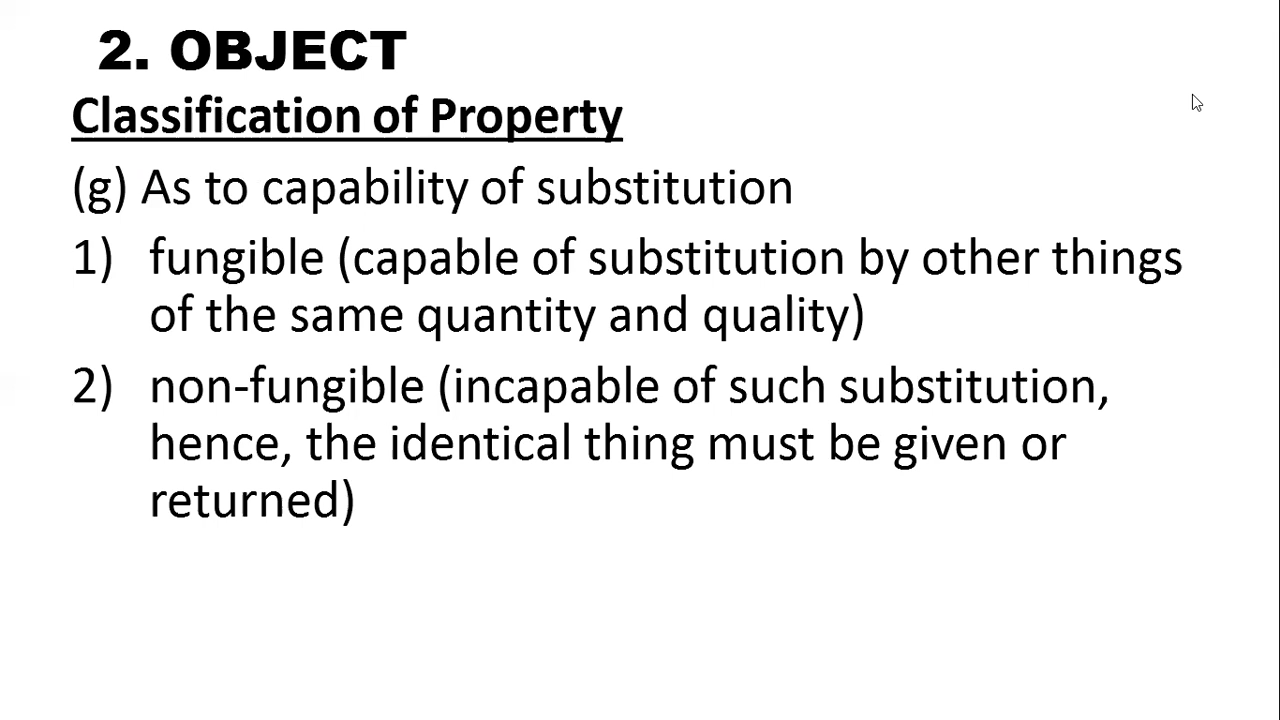 2. OBJECT
Classification of Property
(g) As to capability of substitution
1) fungible (capable of substitution by other things
of the same quantity and quality)
2) non-fungible (incapable of such substitution,
hence, the identical thing must be given or
returned)